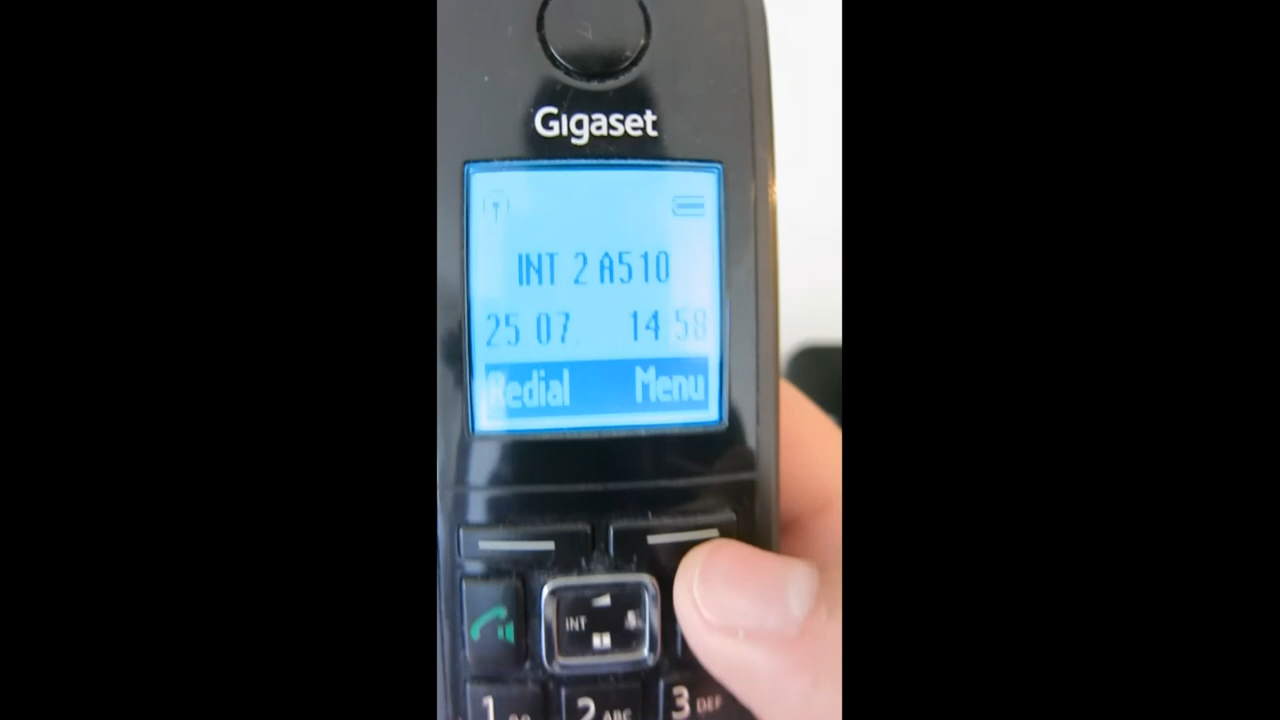 Gigaset
INT 2 A510
25 07. 14 58
Redial Menu
INT
1
2 ABC
3 DEF